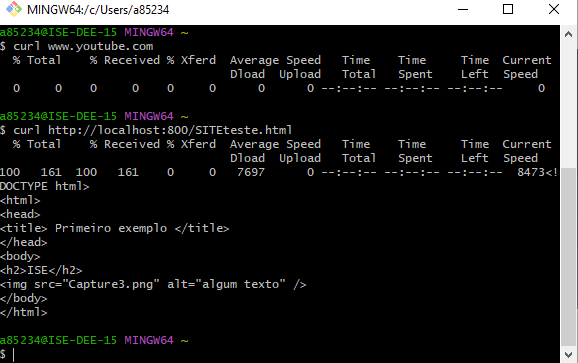 MINGW64:/c/Users/a85234
a85234@ISE-DEE-15 MINGW64 ~
$ curl www.youtube.com
  % Total    % Received % Xferd  Average Speed   Time    Time     Time  Current
                                 Dload  Upload   Total   Spent    Left  Speed
  0     0    0     0    0     0      0      0 --:--:-- --:--:-- --:--:--     0
a85234@ISE-DEE-15 MINGW64 ~
$ curl http://localhost:800/SITEteste.html
  % Total    % Received % Xferd  Average Speed   Time    Time     Time  Current
                                 Dload  Upload   Total   Spent    Left  Speed
100   161  100   161    0     0   7697      0 --:--:-- --:--:-- --:--:--  8473<!
DOCTYPE html>
<html>
<head>
<title> Primeiro exemplo </title>
</head>
<body>
<h2>ISE</h2>
<img src="Capture3.png" alt="algum texto" />
</body>
</html>
a85234@ISE-DEE-15 MINGW64 ~
$